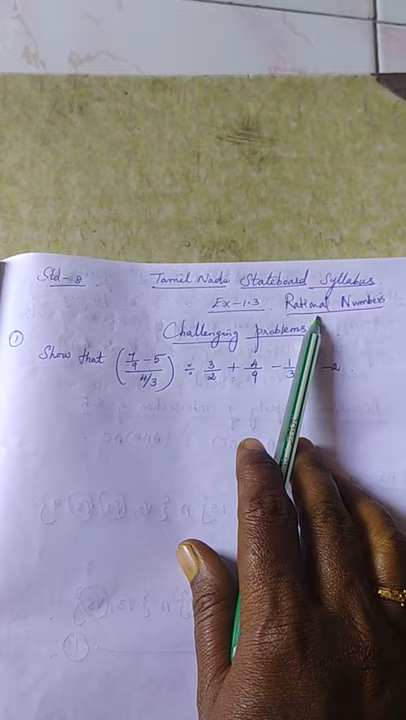 Std-8
Tamil Nadu Stateboard Syllabus
Ex-1.3. Rational Numbers
Challenging problems
① Show that ((7/9 - 5) / (4/3)) ÷ 3/2 + 4/9 - 1/3 -2.